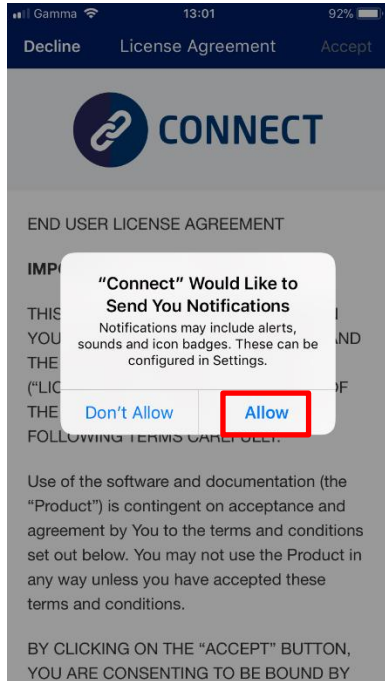 Gamma 13:01 92%
Decline License Agreement Accept
CONNECT
END USER LICENSE AGREEMENT
IMP
"Connect" Would Like to
Send You Notifications
THIS
Notifications may include alerts,
YOU AND
sounds and icon badges. These can be
THE
configured in Settings.
("LIC OF
THE
Don't Allow Allow
FOLLOWING TERMS CAREFULLY.
Use of the software and documentation (the
"Product") is contingent on acceptance and
agreement by You to the terms and conditions
set out below. You may not use the Product in
any way unless you have accepted these
terms and conditions.
BY CLICKING ON THE "ACCEPT" BUTTON,
YOU ARE CONSENTING TO BE BOUND BY